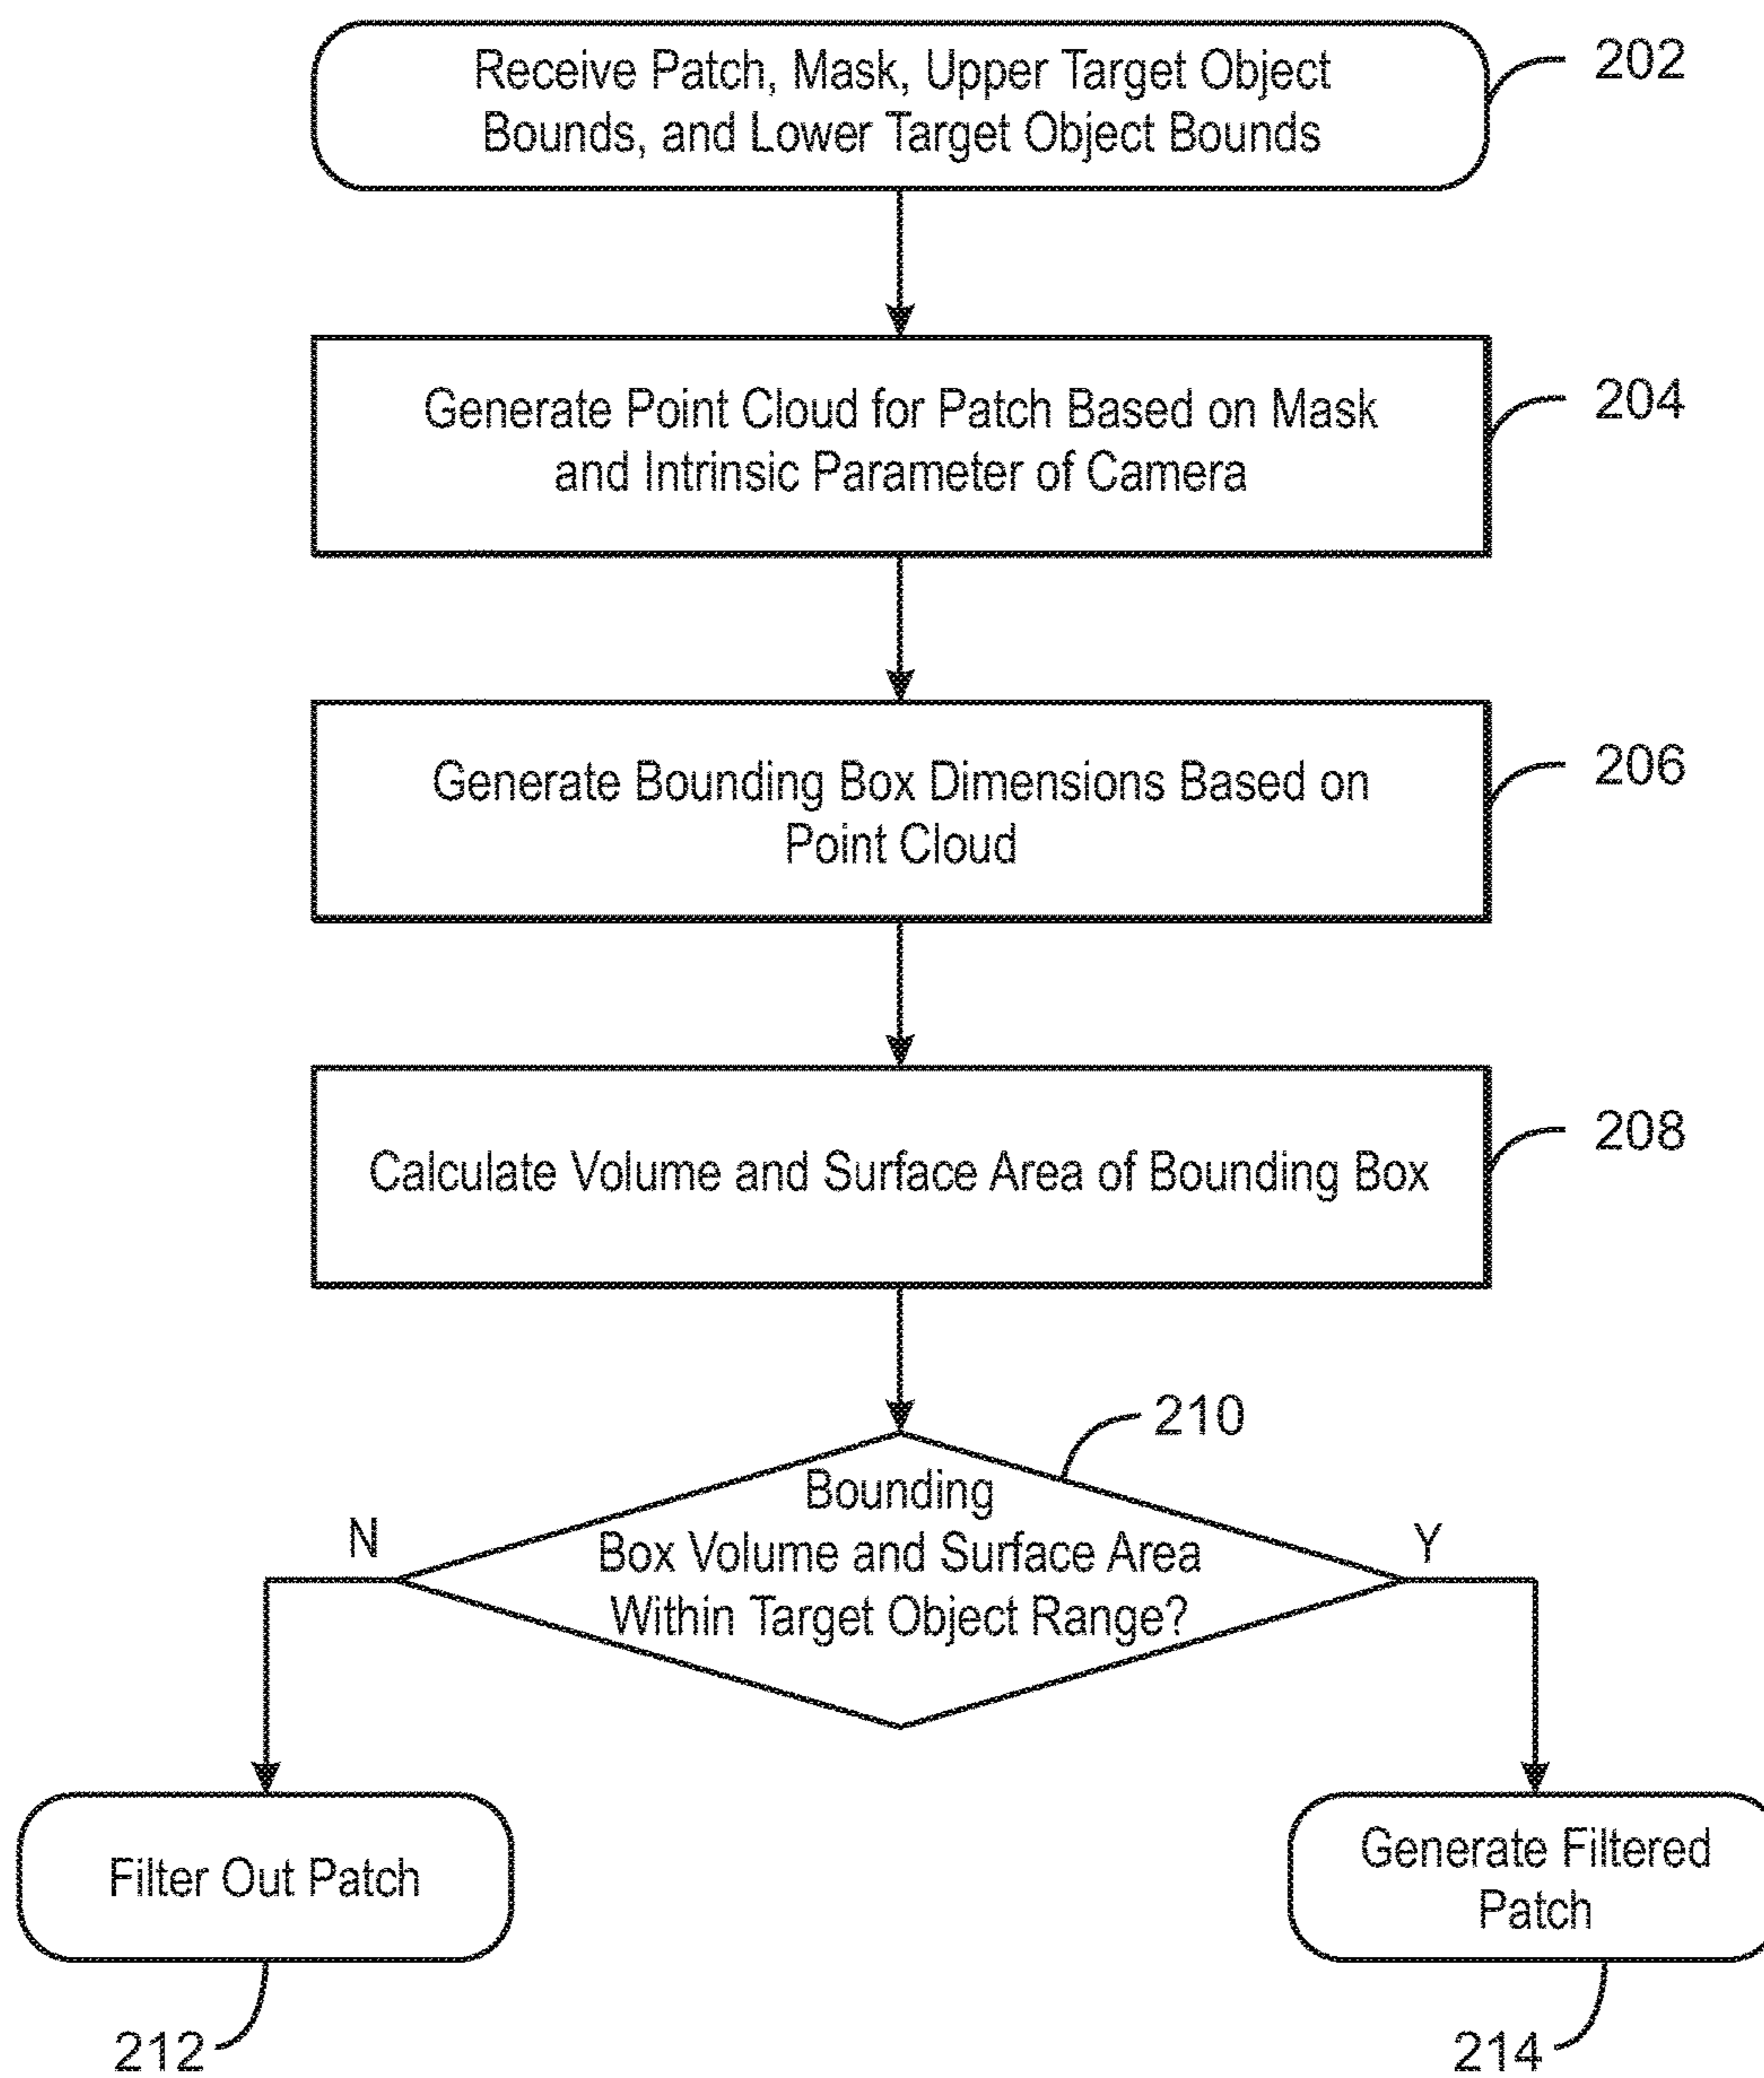 Receive Patch, Mask, Upper Target Object
Bounds, and Lower Target Object Bounds
202
Generate Point Cloud for Patch Based on Mask
and Intrinsic Parameter of Camera
204
Generate Bounding Box Dimensions Based on
Point Cloud
206
Calculate Volume and Surface Area of Bounding Box
208
210
Bounding
Box Volume and Surface Area
Within Target Object Range?
N
Y
Filter Out Patch
Generate Filtered
Patch
212
214